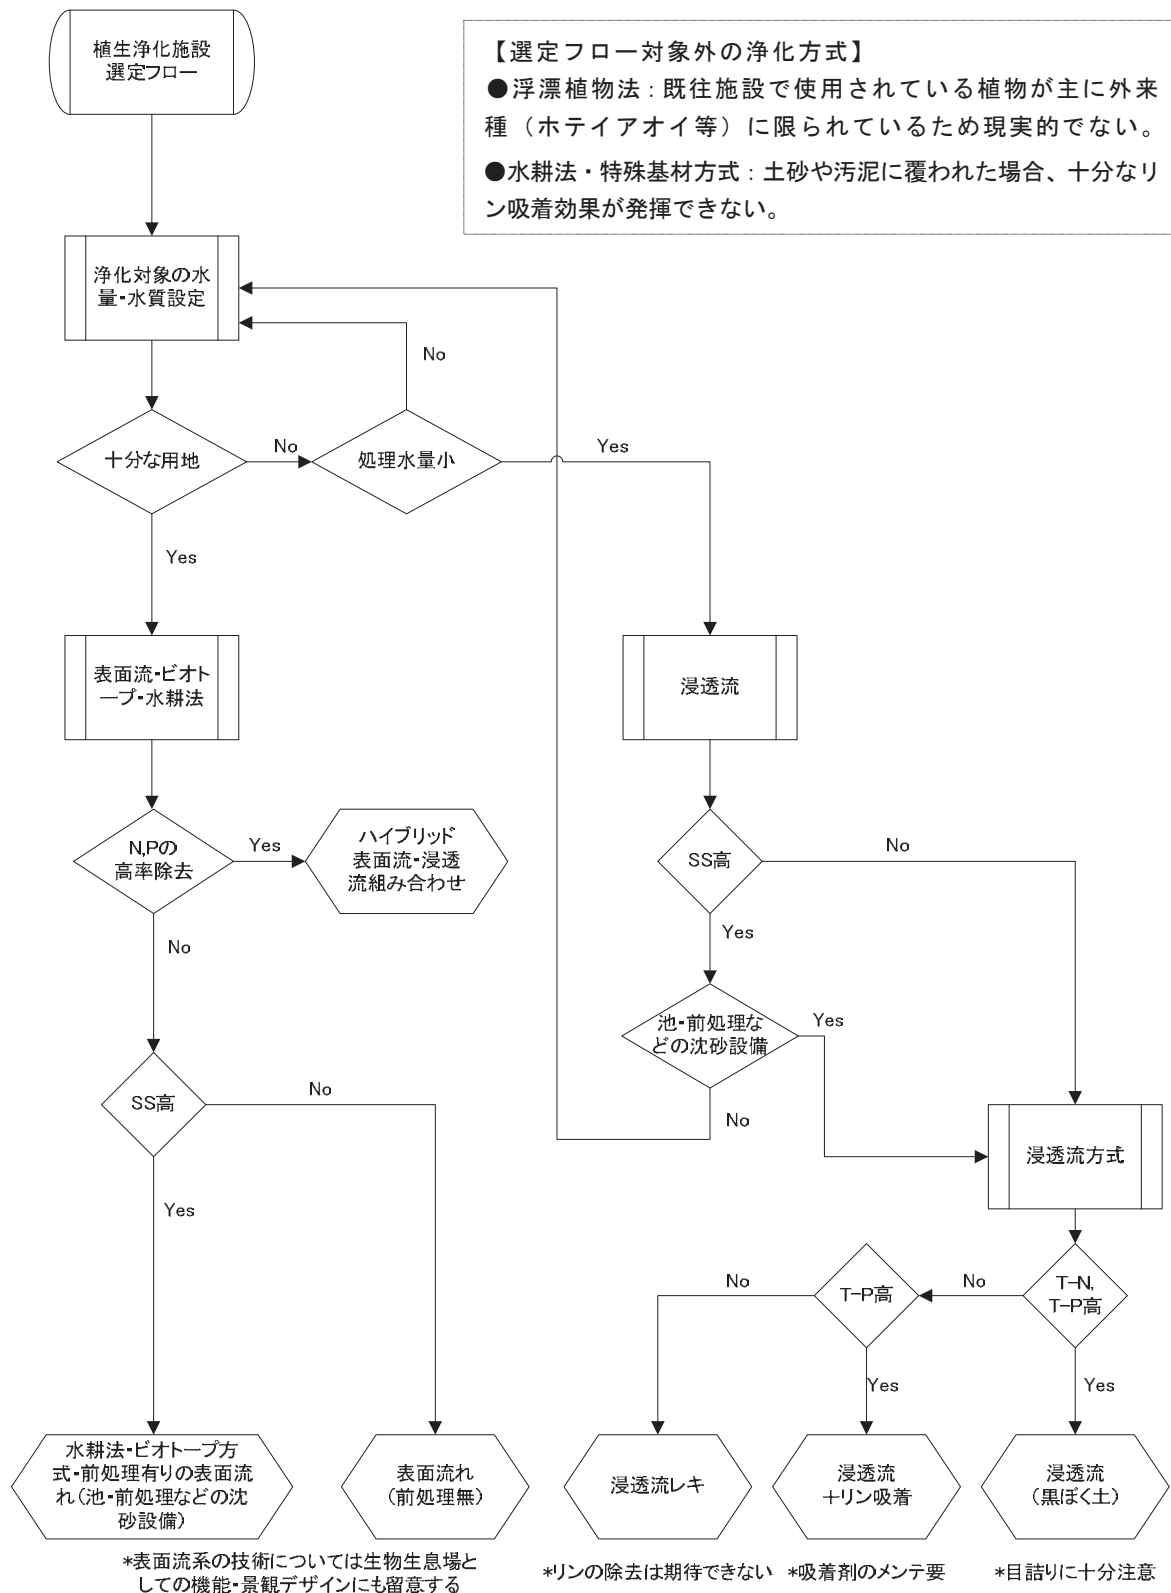 植生浄化施設
選定フロー
【選定フロー対象外の浄化方式】
●浮漂植物法：既往施設で使用されている植物が主に外来
種（ホテイアオイ等）に限られているため現実的でない。
●水耕法・特殊基材方式：土砂や汚泥に覆われた場合、十分なリ
ン吸着効果が発揮できない。
浄化対象の水
量・水質設定
No
十分な用地
No
処理水量小
Yes
Yes
表面流・ビオト
ープ・水耕法
浸透流
N,Pの
高率除去
Yes
ハイブリッド
表面流・浸透
流組み合わせ
SS高
No
No
Yes
池・前処理な
どの沈砂設備
Yes
SS高
No
No
浸透流方式
Yes
No
T-P高
No
T-N,
T-P高
Yes
Yes
水耕法・ビオトープ方
式・前処理有りの表面流
れ(池・前処理などの沈
砂設備)
表面流れ
(前処理無)
浸透流レキ
浸透流
＋リン吸着
浸透流
(黒ぼく土)
*表面流系の技術については生物生息場と
しての機能・景観デザインにも留意する
*リンの除去は期待できない
*吸着剤のメンテ要
*目詰りに十分注意